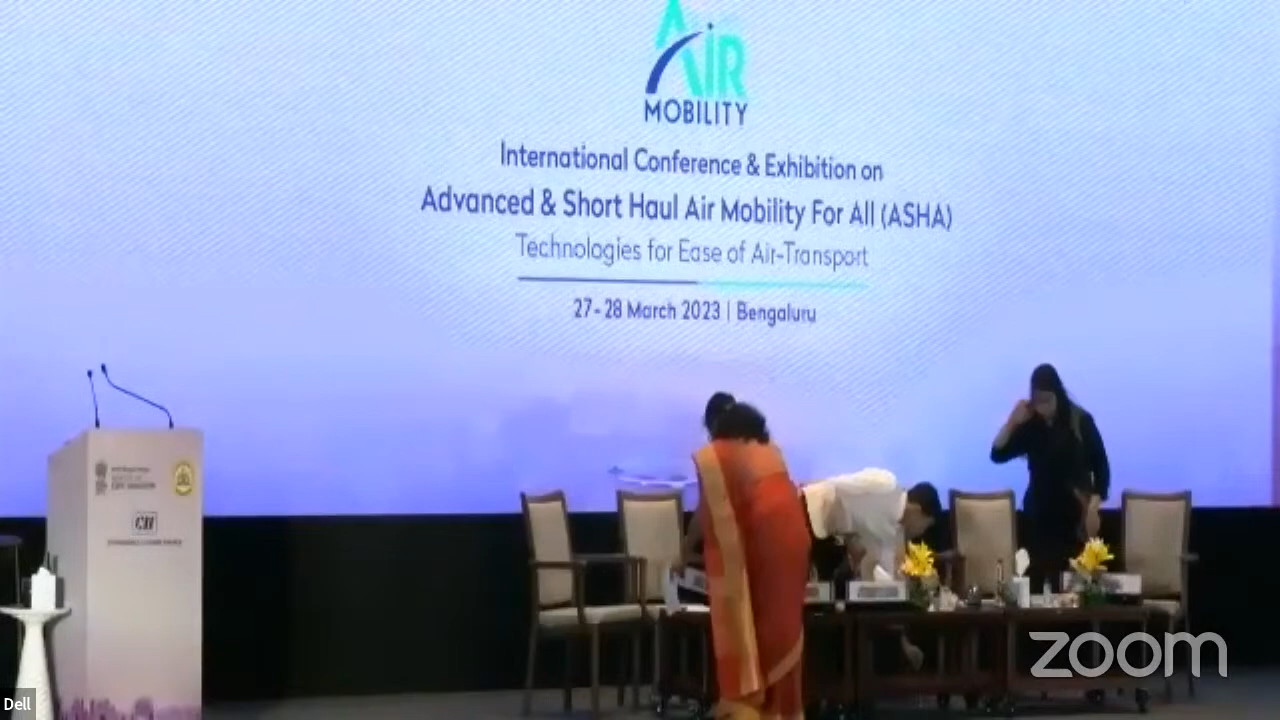 AIR
MOBILITY
International Conference & Exhibition on
Advanced & Short Haul Air Mobility For All (ASHA)
Technologies for Ease of Air-Transport
27-28 March 2023 | Bengaluru
CII
zoom
Dell